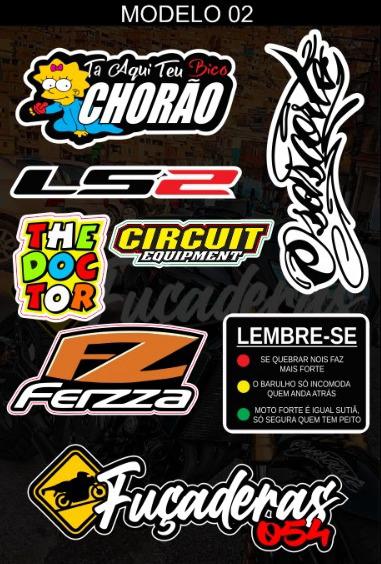 MODELO 02
Ta Aqui Teu Bico
CHORÃO
LS2
THE
DOC
TOR
CIRCUIT
EQUIPMENT
FZ
Ferzza
LEMBRE-SE
SE QUEBRAR NOIS FAZ
MAIS FORTE
O BARULHO SÓ INCOMODA
QUEM ANDA ATRÁS
MOTO FORTE É IGUAL SUTIÃ,
SÓ SEGURA QUEM TEM PEITO
Fuçaderas
Fuçaderas
054